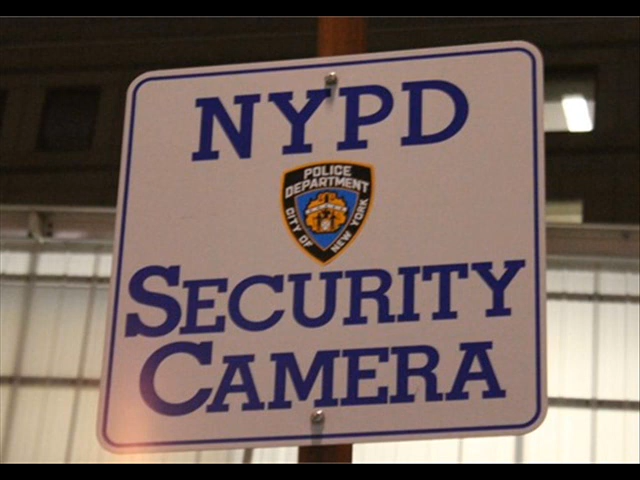 NYPD
POLICE
DEPARTMENT
CITY OF NEW YORK
SECURITY
CAMERA